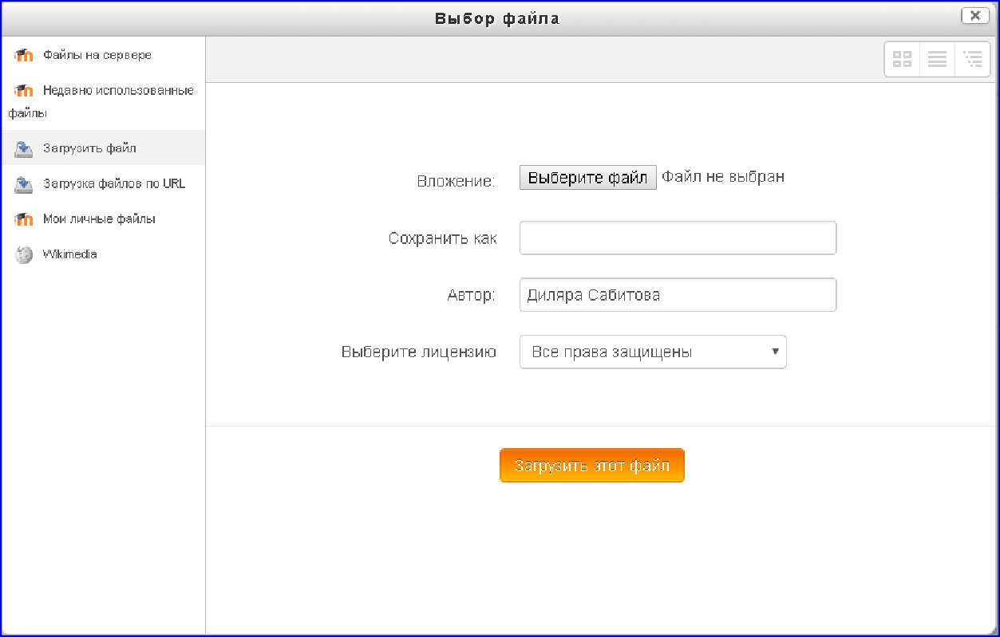 Выбор файла
Файлы на сервере
Недавно использованные
файлы
Загрузить файл
Загрузка файлов по URL
Мои личные файлы
Wikimedia
Вложение: Выберите файл Файл не выбран
Сохранить как
Автор: Диляра Сабитова
Выберите лицензию Все права защищены
Загрузить этот файл